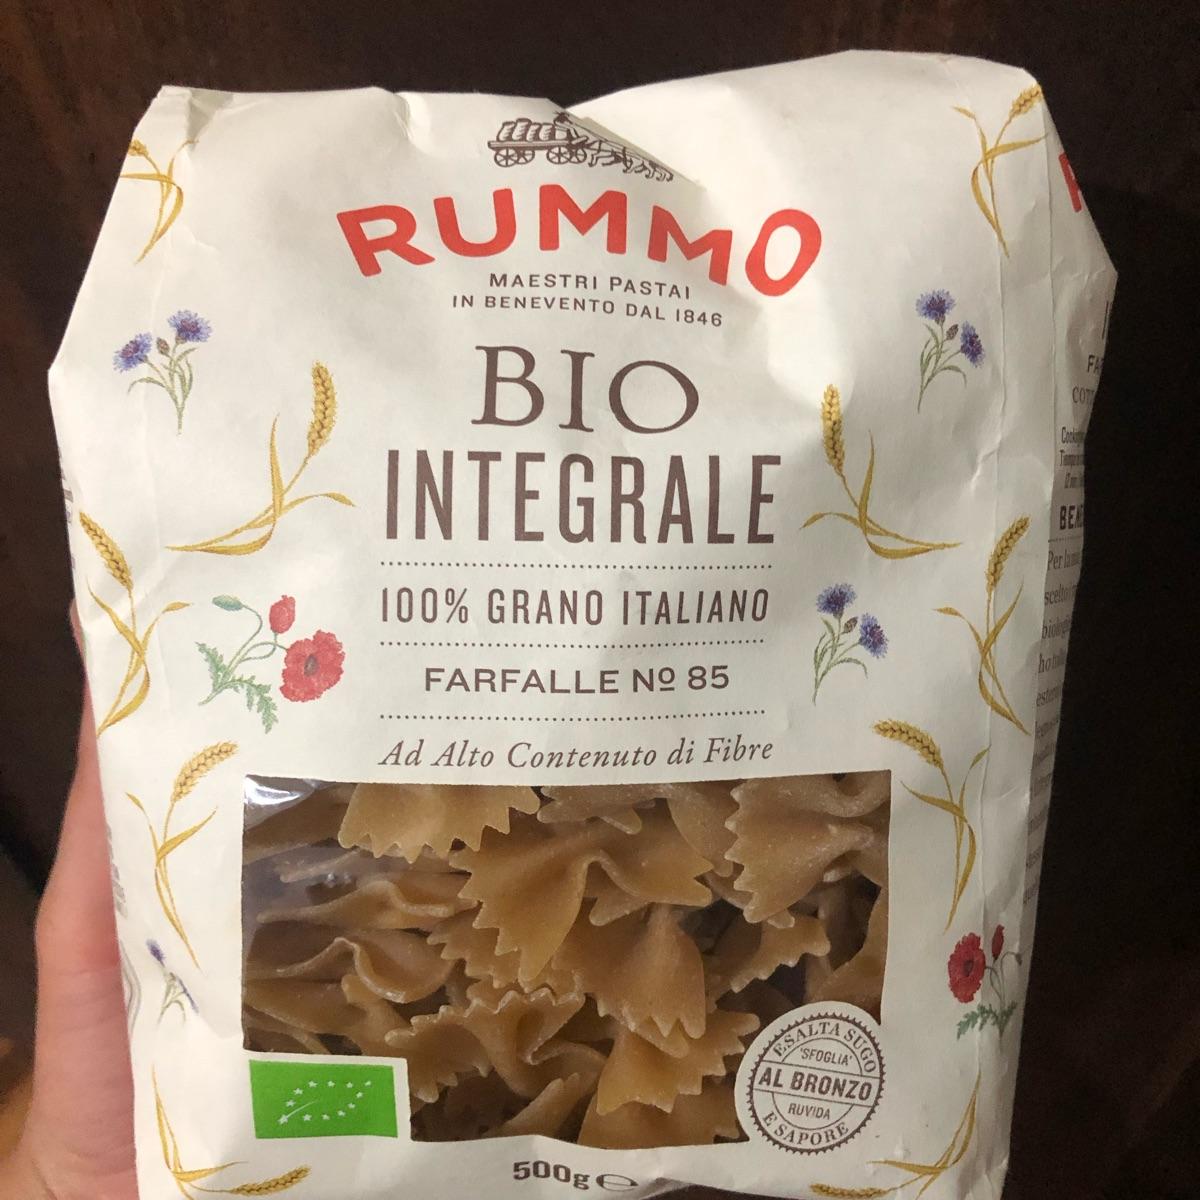 RUMMO
MAESTRI PASTAI
IN BENEVENTO DAL 1846
BIO
INTEGRALE
100% GRANO ITALIANO
FARFALLE Nº 85
Ad Alto Contenuto di Fibre
ESALTA SUGO
'SFOGLIA'
AL BRONZO
RUVIDA
E SAPORE
500g ℮